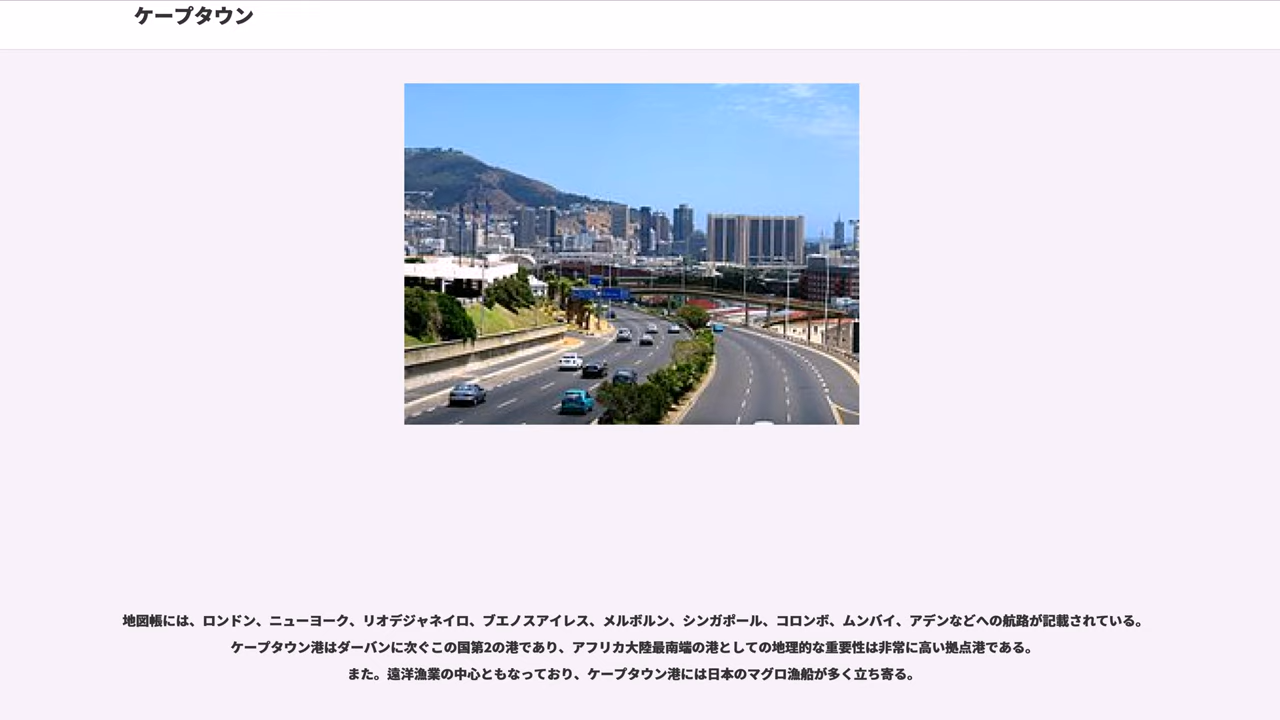 ケープタウン
地図帳には、ロンドン、ニューヨーク、リオデジャネイロ、ブエノスアイレス、メルボルン、シンガポール、コロンボ、ムンバイ、アデンなどへの航路が記載されている。
ケープタウン港はダーバンに次ぐこの国第2の港であり、アフリカ大陸最南端の港としての地理的な重要性は非常に高い拠点港である。
また。遠洋漁業の中心ともなっており、ケープタウン港には日本のマグロ漁船が多く立ち寄る。